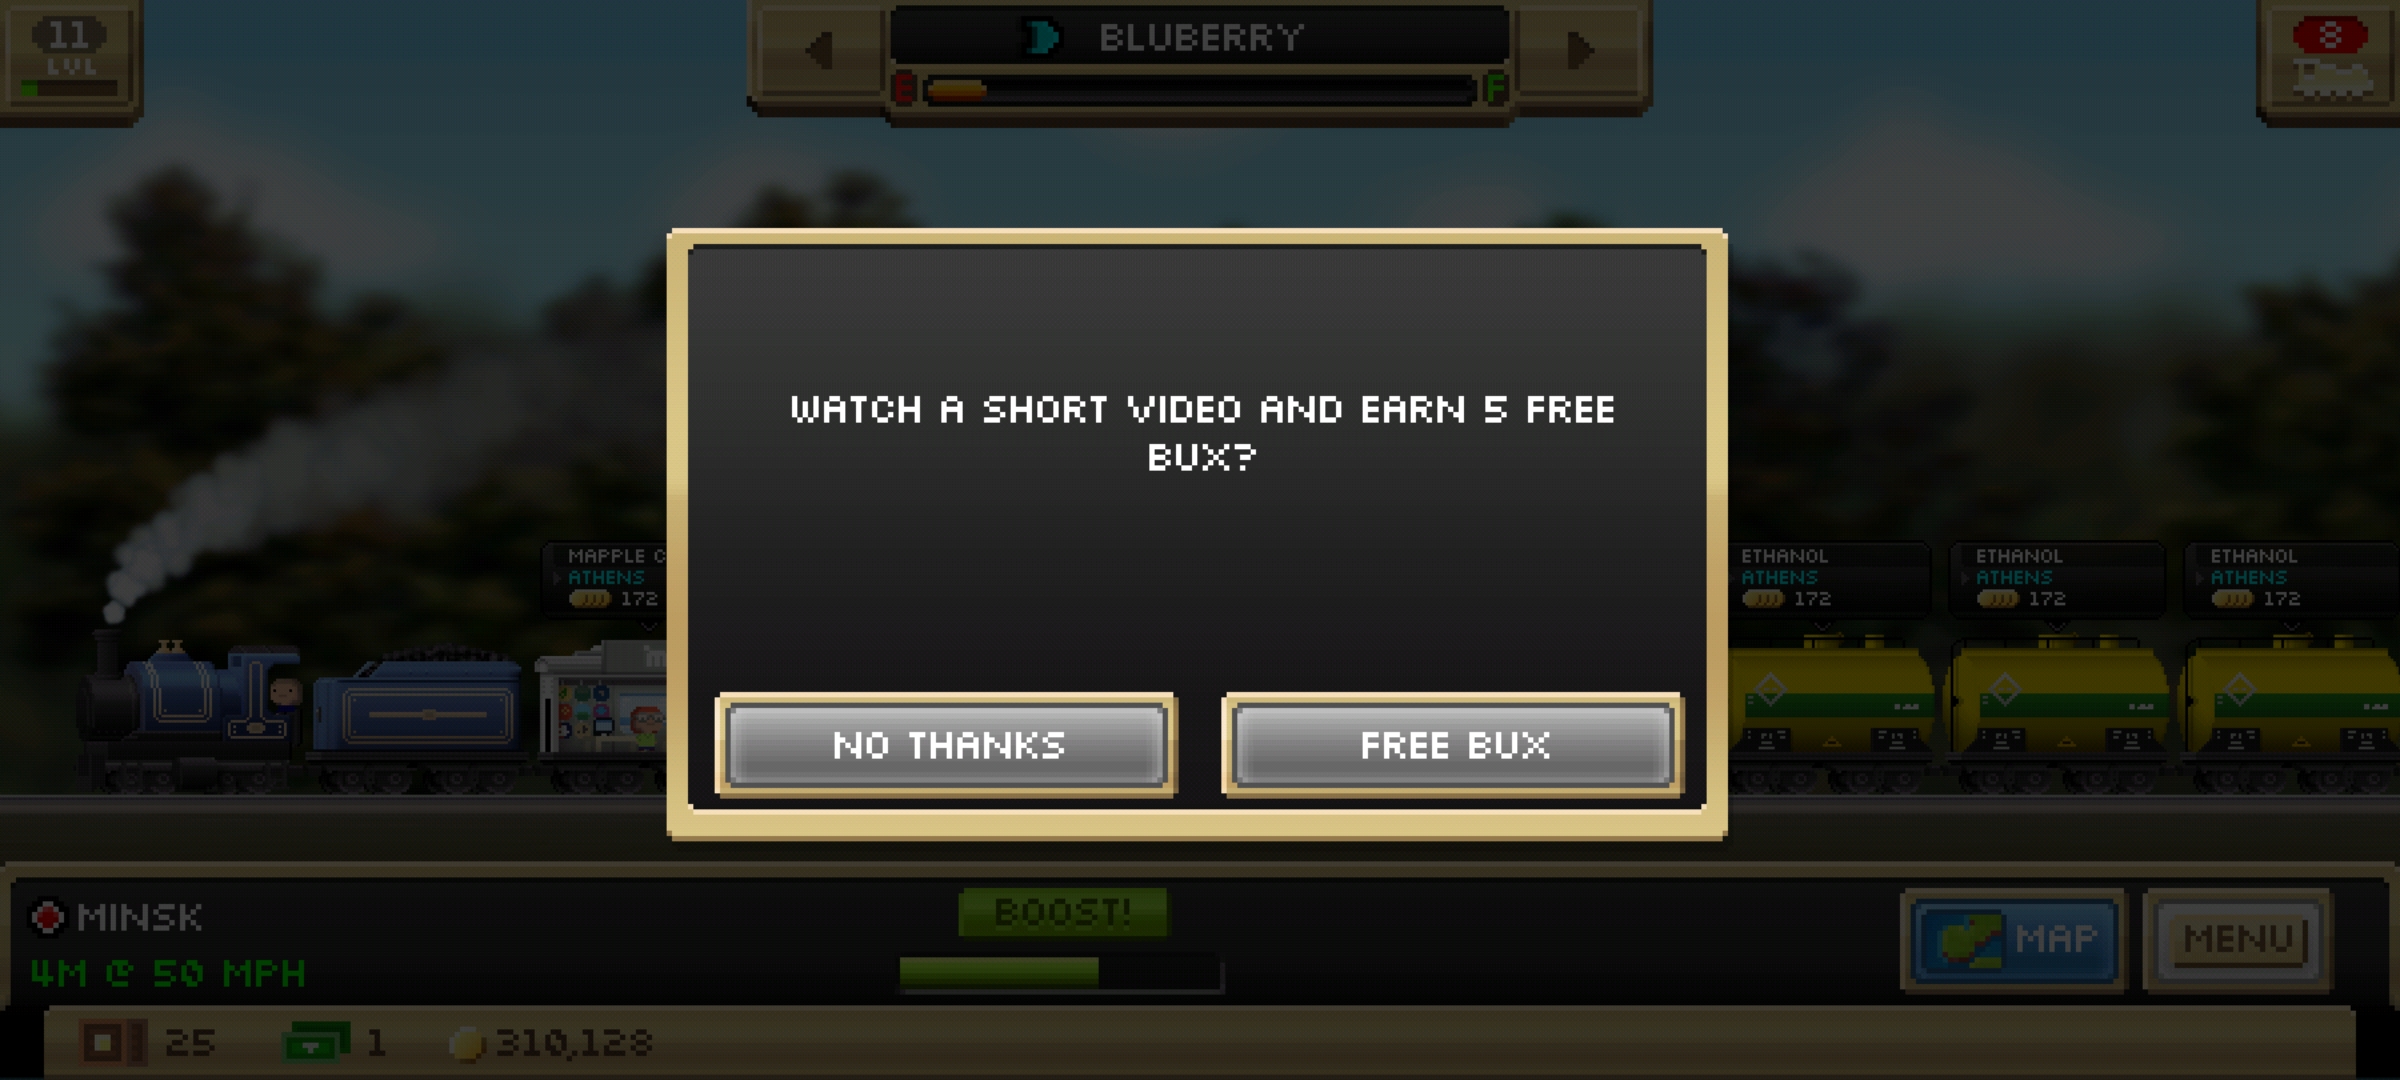 11
LVL
BLUBERRY
E
F
8
WATCH A SHORT VIDEO AND EARN 5 FREE
BUX?
MAPPLE C
ATHENS
172
ETHANOL
ATHENS
172
ETHANOL
ATHENS
172
ETHANOL
ATHENS
172
NO THANKS
FREE BUX
MINSK
4M @ 50 MPH
BOOST!
MAP
MENU
25
1
310,128